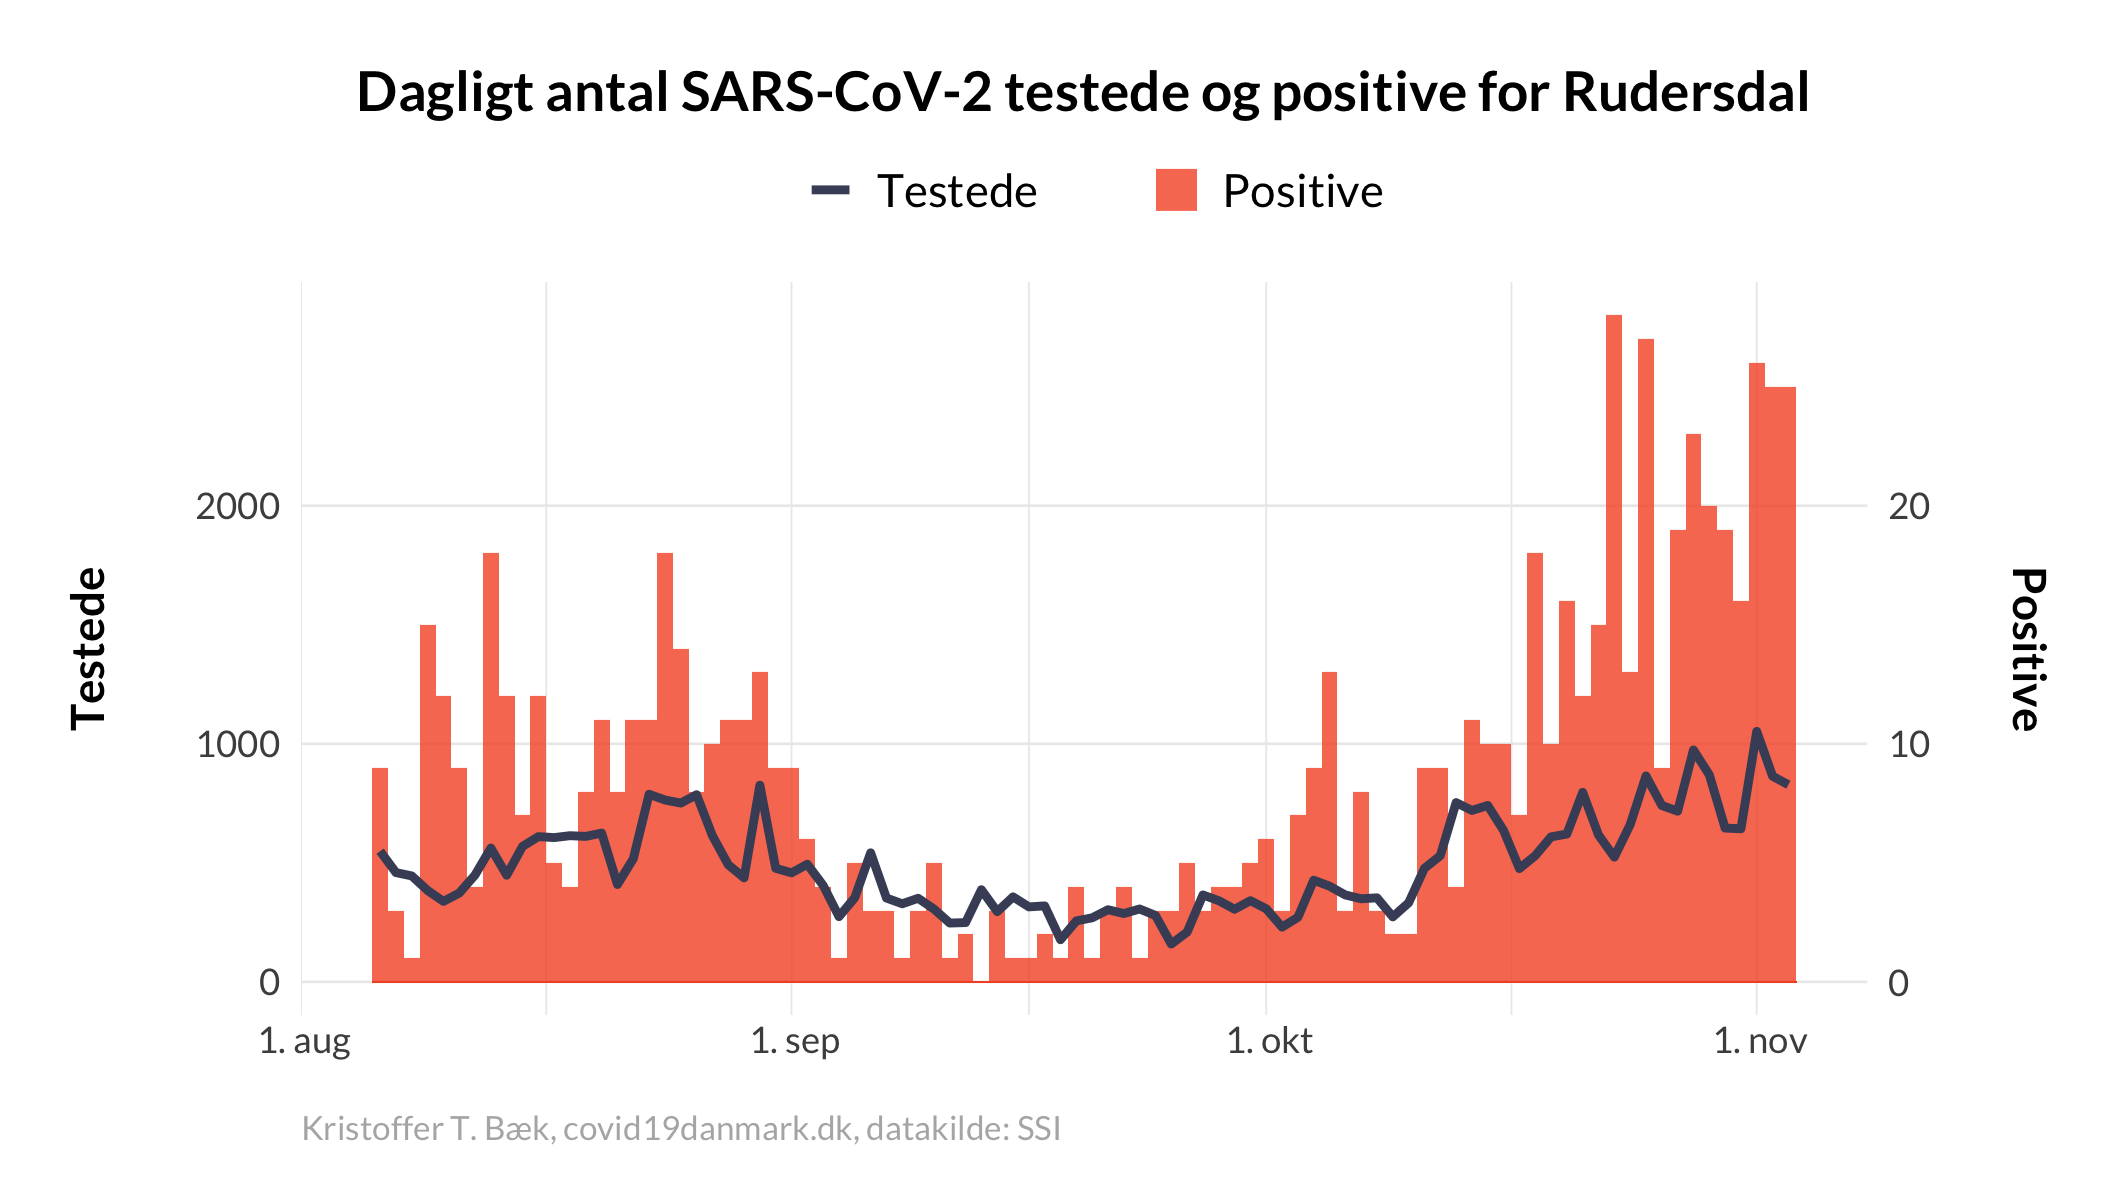 Dagligt antal SARS-CoV-2 testede og positive for Rudersdal
Testede Positive
Testede
Positive
2000
1000
0
20
10
0
1. aug 1. sep 1. okt 1. nov
Kristoffer T. Bæk, covid19danmark.dk, datakilde: SSI